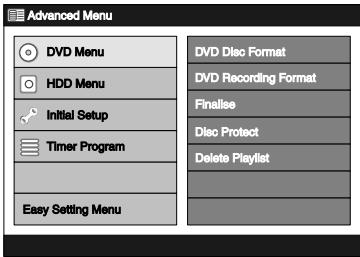 Advanced Menu
DVD Menu
HDD Menu
Initial Setup
Timer Program
Easy Setting Menu
DVD Disc Format
DVD Recording Format
Finalise
Disc Protect
Delete Playlist